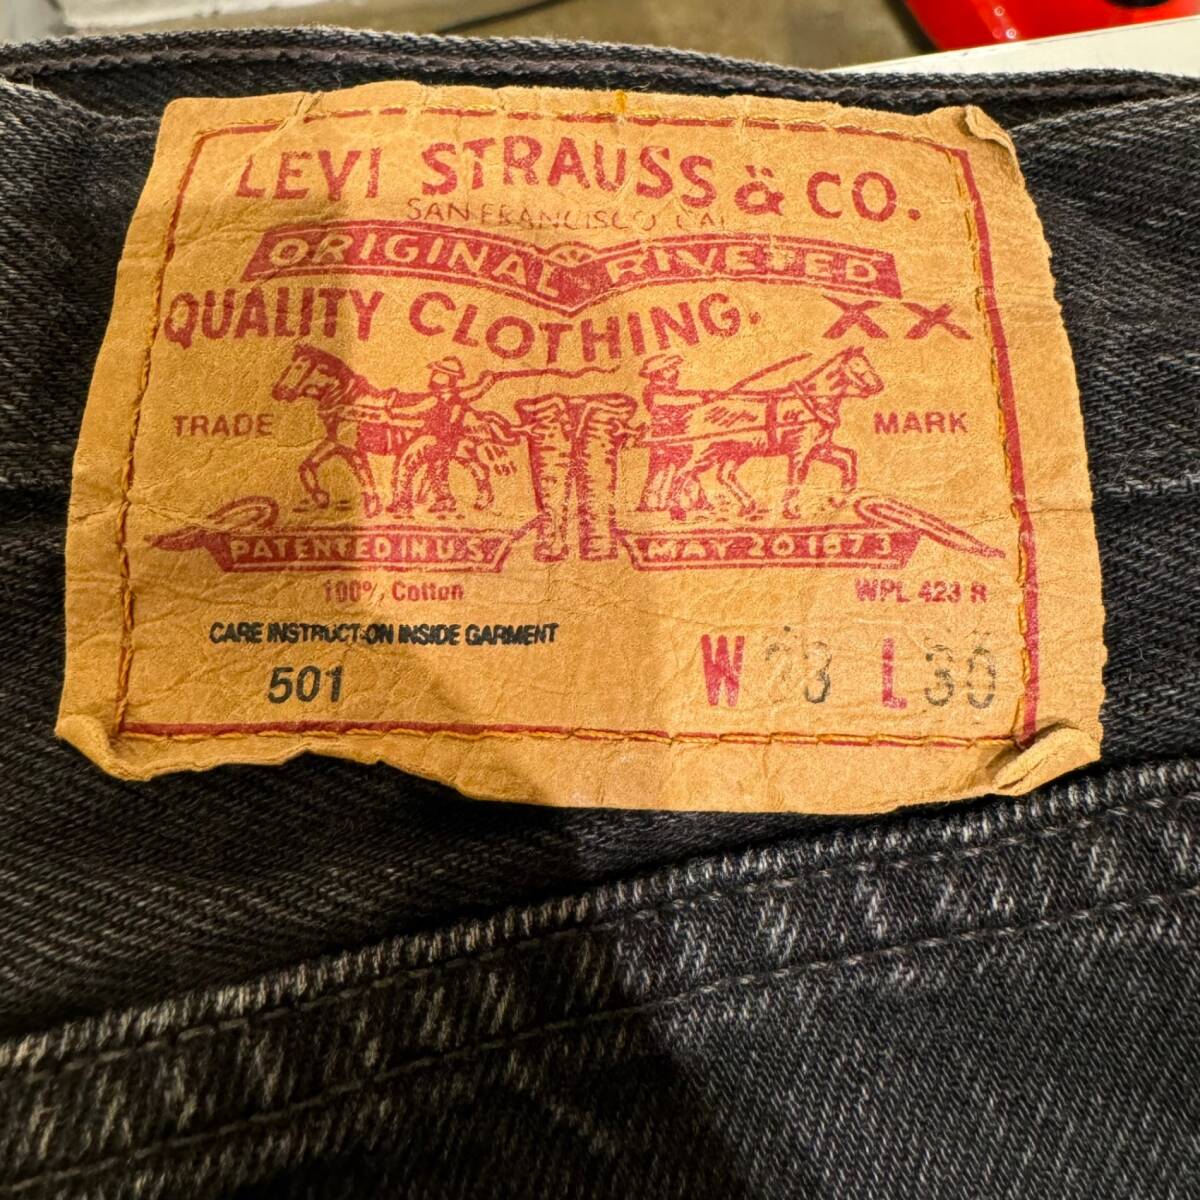 LEVI STRAUSS & CO.
SAN FRANCISCO CAL
ORIGINAL RIVETED
QUALITY CLOTHING. XX
TRADE MARK
PATENTED IN U.S. MAY 20 1873
100% Cotton WPL 423 R
CARE INSTRUCTION INSIDE GARMENT
501 W L 30